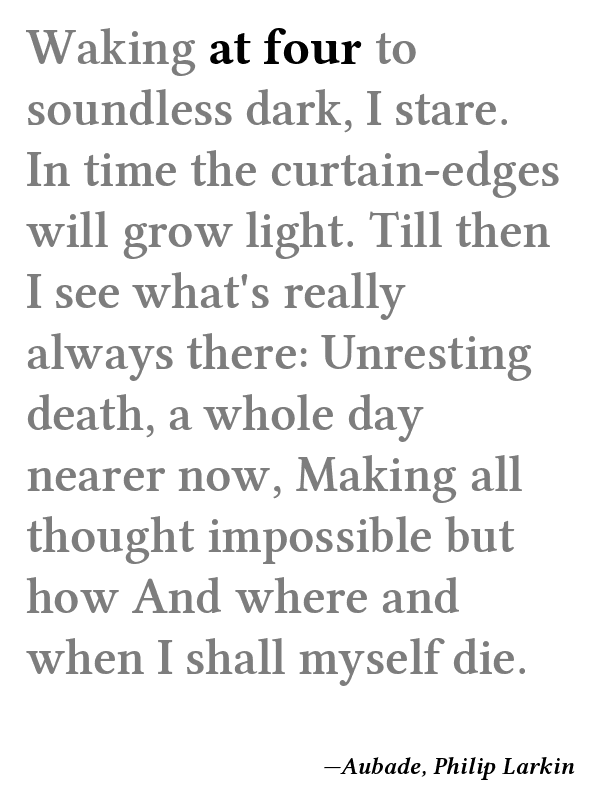 Waking at four to
soundless dark, I stare.
In time the curtain-edges
will grow light. Till then
I see what's really
always there: Unresting
death, a whole day
nearer now, Making all
thought impossible but
how And where and
when I shall myself die.
—Aubade, Philip Larkin